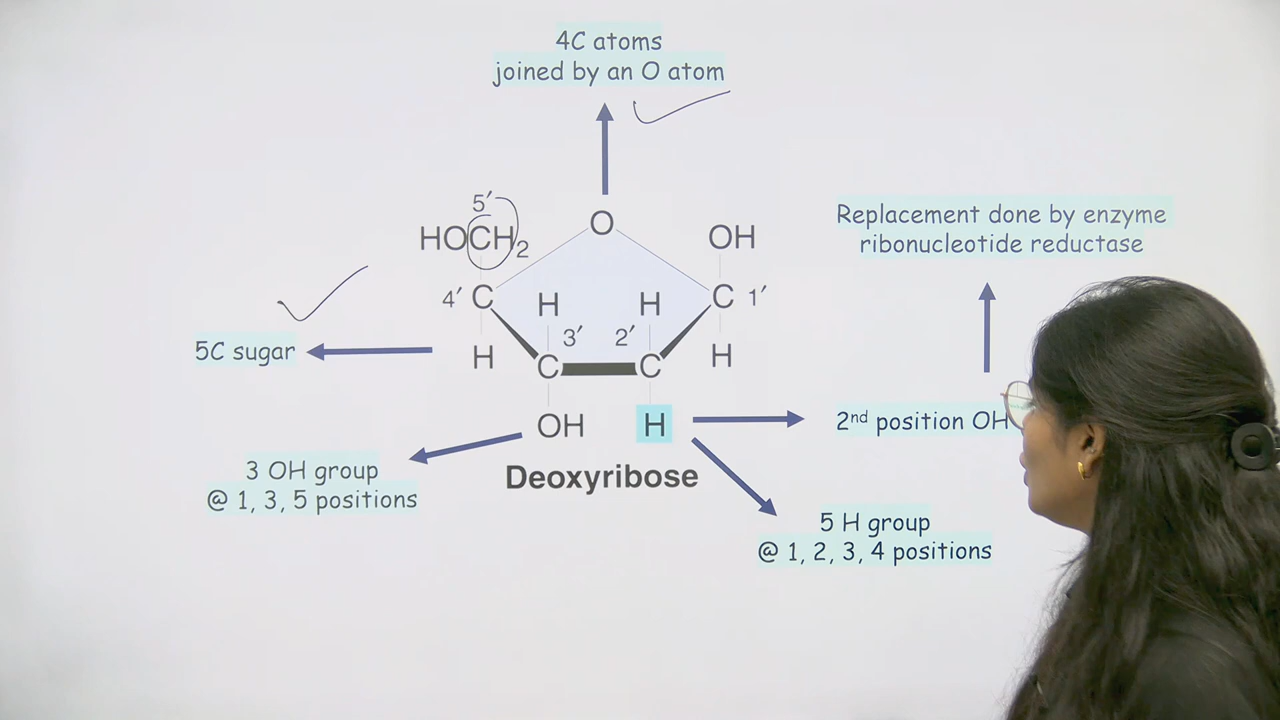 4C atoms
joined by an O atom
5′
HOCH₂
O
OH
4′ C
H
H
C 1′
3′
2′
H
C
C
H
OH
H
Deoxyribose
5C sugar
3 OH group
@ 1, 3, 5 positions
Replacement done by enzyme
ribonucleotide reductase
2nd position OH
5 H group
@ 1, 2, 3, 4 positions